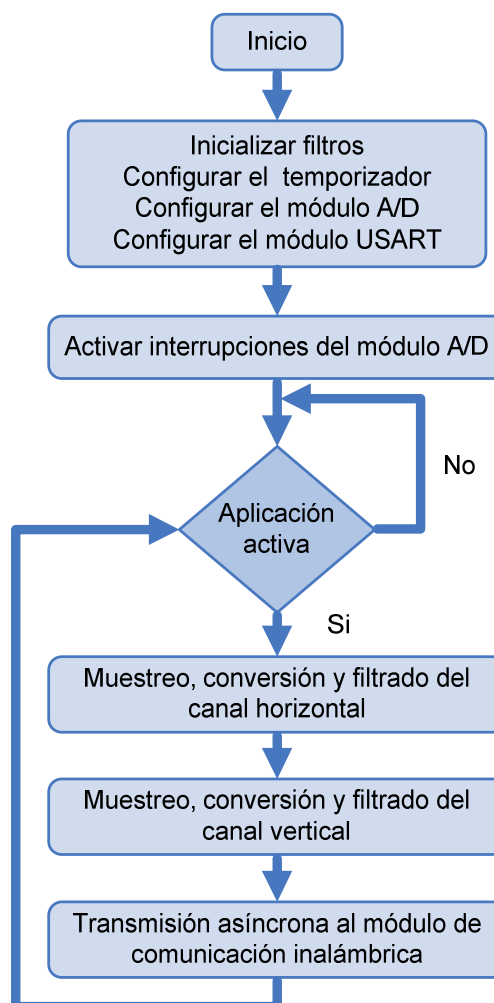 Inicio
Inicializar filtros
Configurar el temporizador
Configurar el módulo A/D
Configurar el módulo USART
Activar interrupciones del módulo A/D
No
Aplicación
activa
Si
Muestreo, conversión y filtrado del
canal horizontal
Muestreo, conversión y filtrado del
canal vertical
Transmisión asíncrona al módulo de
comunicación inalámbrica